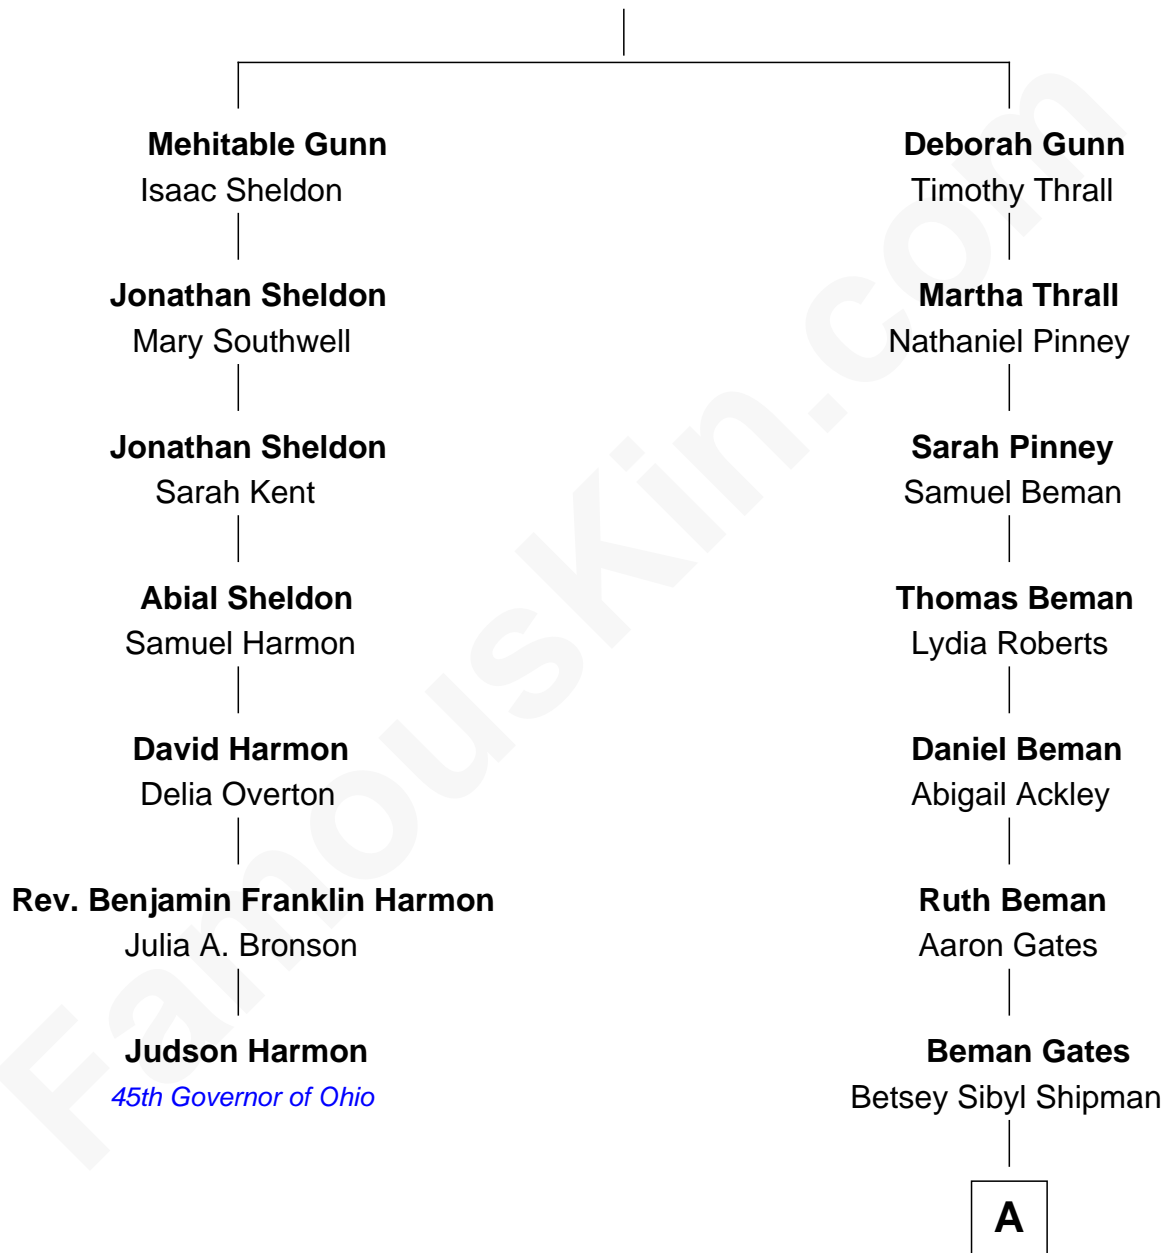 Mehitable Gunn
Isaac Sheldon
Jonathan Sheldon
Mary Southwell
Jonathan Sheldon
Sarah Kent
Abial Sheldon
Samuel Harmon
David Harmon
Delia Overton
Rev. Benjamin Franklin Harmon
Julia A. Bronson
Judson Harmon
45th Governor of Ohio
Deborah Gunn
Timothy Thrall
Martha Thrall
Nathaniel Pinney
Sarah Pinney
Samuel Beman
Thomas Beman
Lydia Roberts
Daniel Beman
Abigail Ackley
Ruth Beman
Aaron Gates
Beman Gates
Betsey Sibyl Shipman
A
FamousKin.com